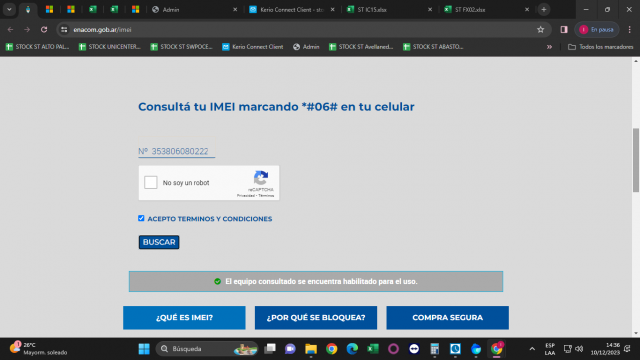 Admin
Kerio Connect Client - sto
ST IC15.xlsx
ST FX02.xlsx
enacom.gob.ar/imei
En pausa
STOCK ST ALTO PAL...
STOCK UNICENTER...
STOCK ST SWPOCE...
Kerio Connect Client
Admin
STOCK ST Avellaned...
STOCK ST ABASTO...
Todos los marcadores
Consultá tu IMEI marcando *#06# en tu celular
Nº 353806080222
No soy un robot
reCAPTCHA
Privacidad - Términos
ACEPTO TERMINOS Y CONDICIONES
BUSCAR
El equipo consultado se encuentra habilitado para el uso.
¿QUÉ ES IMEI?
¿POR QUÉ SE BLOQUEA?
COMPRA SEGURA
26°C
Mayorm. soleado
Búsqueda
ESP
LAA
14:36
10/12/2023